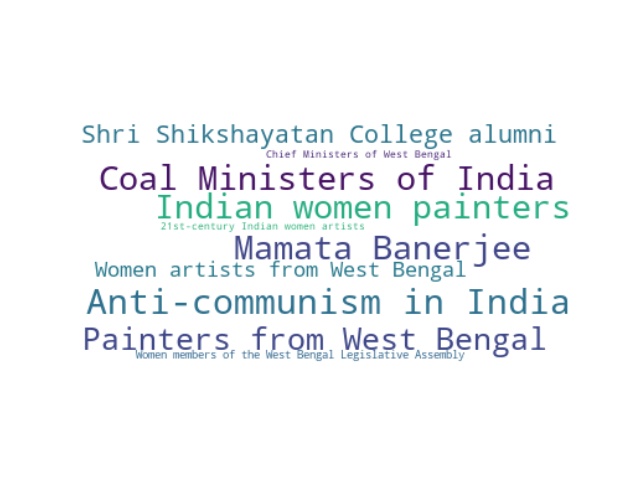 Shri Shikshayatan College alumni
Chief Ministers of West Bengal
Coal Ministers of India
Indian women painters
21st-century Indian women artists
Mamata Banerjee
Women artists from West Bengal
Anti-communism in India
Painters from West Bengal
Women members of the West Bengal Legislative Assembly